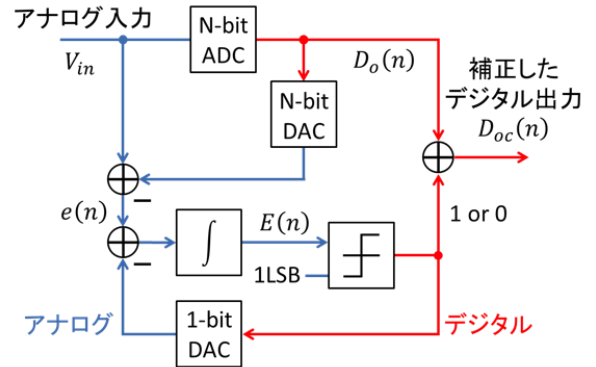 アナログ入力
V_in
N-bit
ADC
D_o(n)
補正した
デジタル出力
D_oc(n)
N-bit
DAC
−
e(n)
−
∫
E(n)
1LSB
1 or 0
アナログ
1-bit
DAC
デジタル